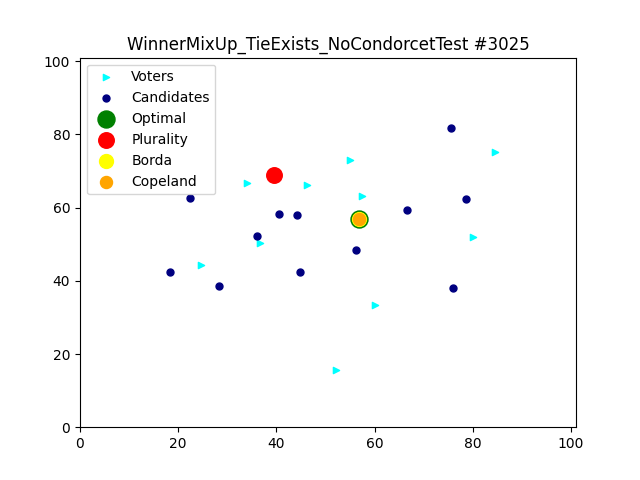 WinnerMixUp_TieExists_NoCondorcetTest #3025
100
80
60
40
20
0
0 20 40 60 80 100
Voters
Candidates
Optimal
Plurality
Borda
Copeland